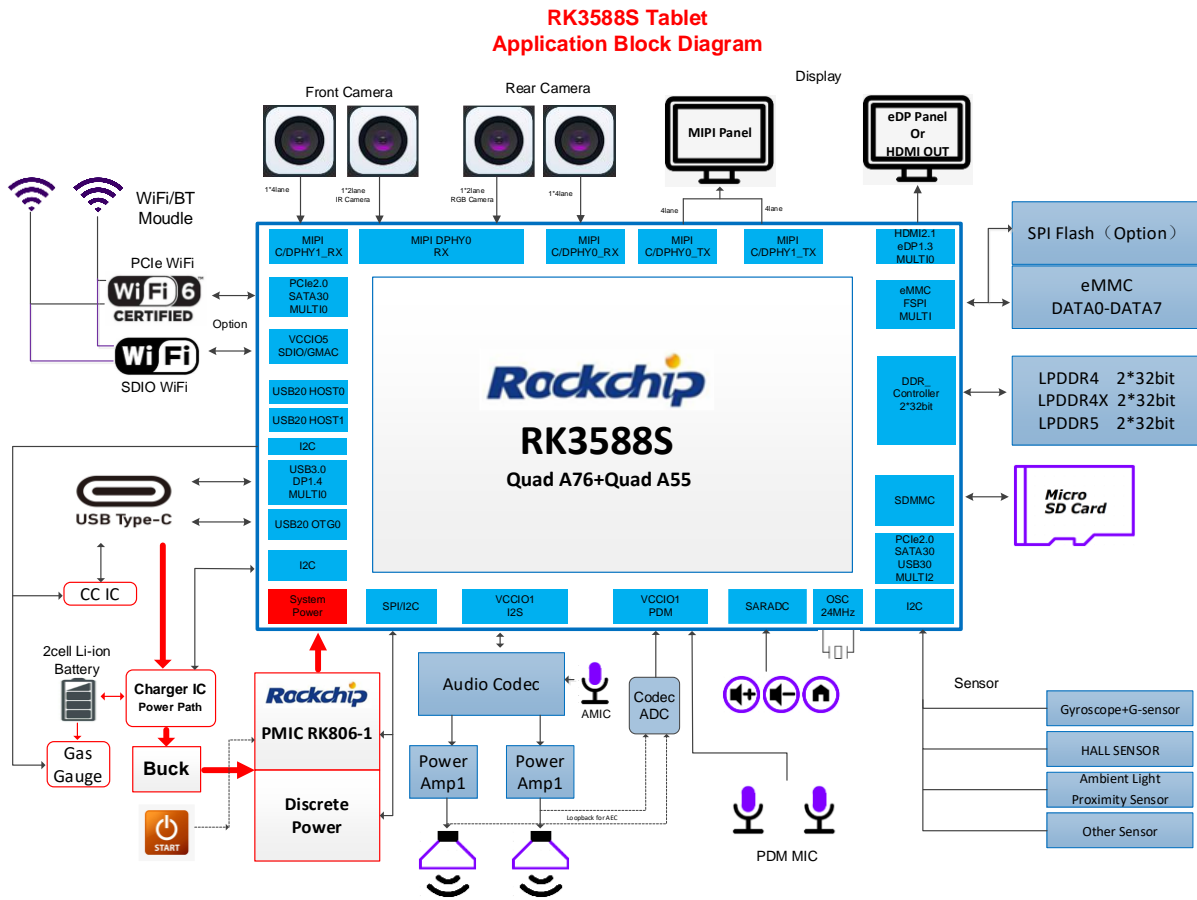 RK3588S Tablet
Application Block Diagram
Front Camera
Rear Camera
Display
MIPI Panel
eDP Panel
Or
HDMI OUT
1*4lane
1*2lane
IR Camera
1*2lane
RGB Camera
1*4lane
4lane
4lane
WiFi/BT
Moudle
PCIe WiFi
WiFi 6™
CERTIFIED
Option
WiFi
SDIO WiFi
MIPI
C/DPHY1_RX
MIPI DPHY0
RX
MIPI
C/DPHY0_RX
MIPI
C/DPHY0_TX
MIPI
C/DPHY1_TX
HDMI2.1
eDP1.3
MULTI0
PCIe2.0
SATA30
MULTI0
VCCIO5
SDIO/GMAC
USB20 HOST0
USB20 HOST1
I2C
USB3.0
DP1.4
MULTI0
USB20 OTG0
I2C
System
Power
eMMC
FSPI
MULTI
DDR_
Controller
2*32bit
SDMMC
PCIe2.0
SATA30
USB30
MULTI2
I2C
Rockchip
RK3588S
Quad A76+Quad A55
SPI/I2C
VCCIO1
I2S
VCCIO1
PDM
SARADC
OSC
24MHz
SPI Flash（Option）
eMMC
DATA0-DATA7
LPDDR4 2*32bit
LPDDR4X 2*32bit
LPDDR5 2*32bit
Micro
SD Card
USB Type-C
CC IC
2cell Li-ion
Battery
Charger IC
Power Path
Gas
Gauge
Buck
START
Rockchip
PMIC RK806-1
Discrete
Power
Audio Codec
AMIC
Codec
ADC
Power
Amp1
Power
Amp1
Loopback for AEC
PDM MIC
Sensor
Gyroscope+G-sensor
HALL SENSOR
Ambient Light
Proximity Sensor
Other Sensor